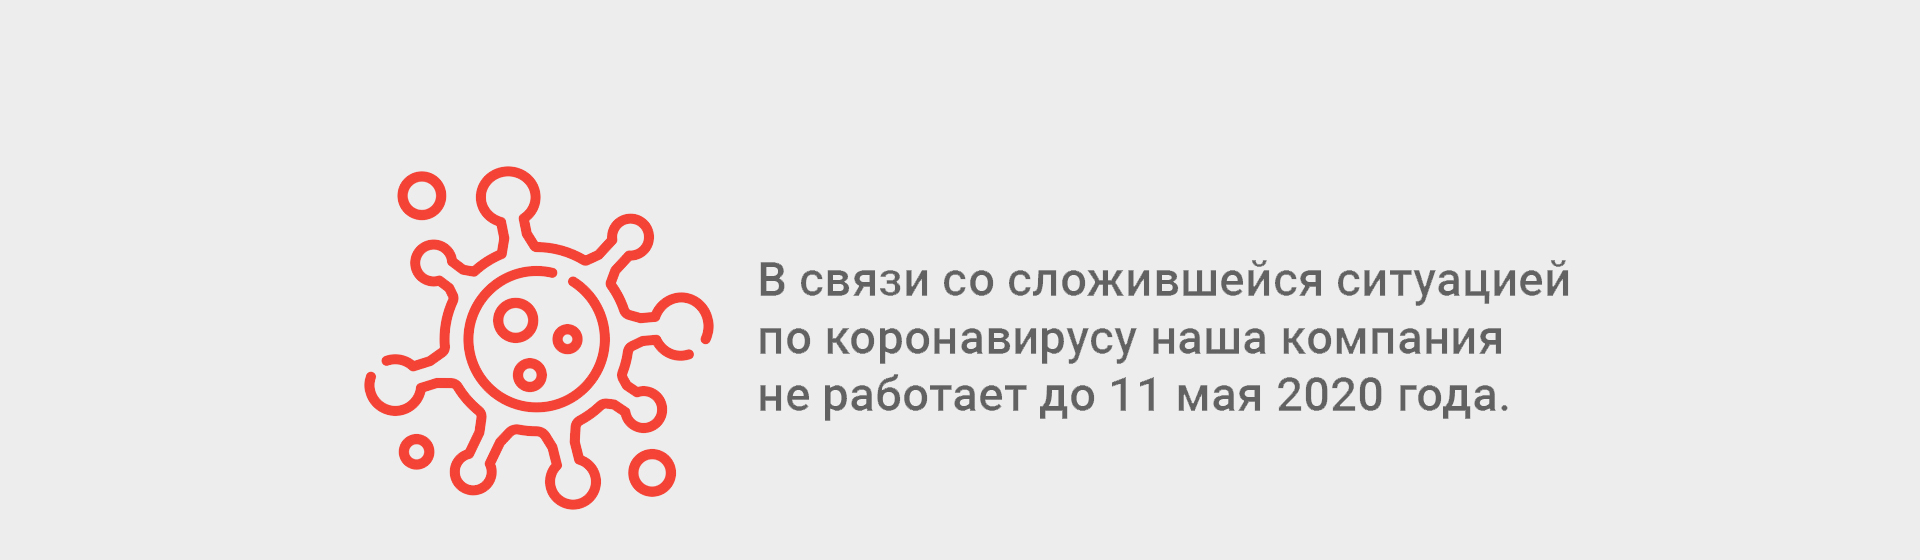 В связи со сложившейся ситуацией
по коронавирусу наша компания
не работает до 11 мая 2020 года.